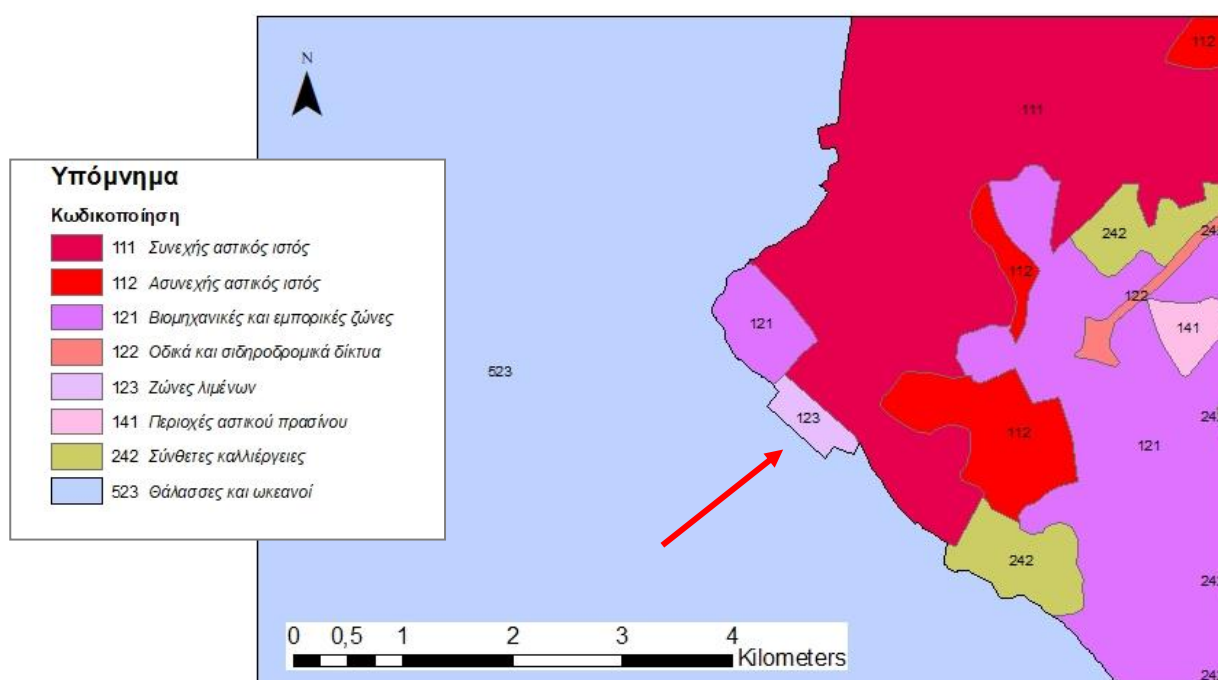 N
Υπόμνημα
Κωδικοποίηση
111 Συνεχής αστικός ιστός
112 Ασυνεχής αστικός ιστός
121 Βιομηχανικές και εμπορικές ζώνες
122 Οδικά και σιδηροδρομικά δίκτυα
123 Ζώνες λιμένων
141 Περιοχές αστικού πρασίνου
242 Σύνθετες καλλιέργειες
523 Θάλασσες και ωκεανοί
112
111
242
112
122
121
141
523
123
112
121
242
0 0,5 1 2 3 4
Kilometers